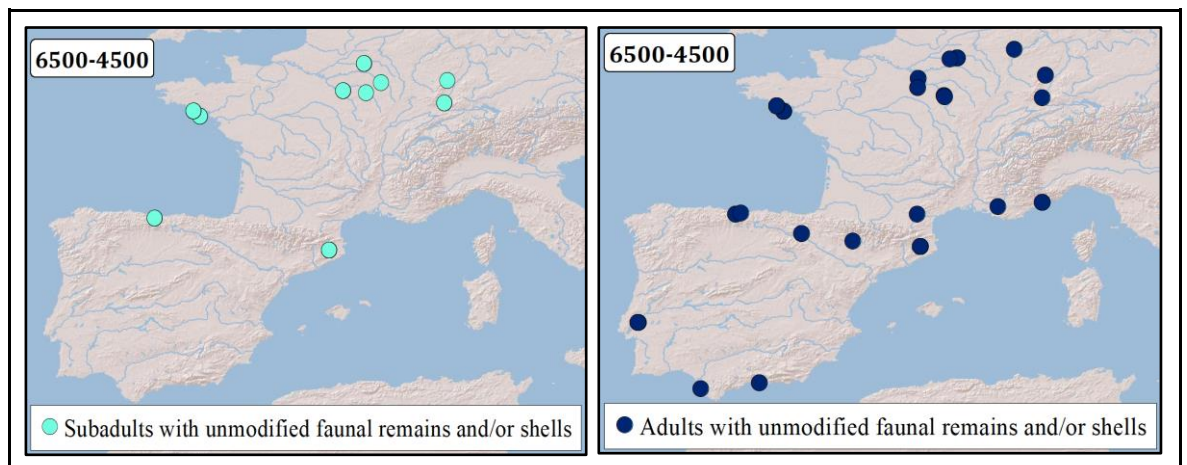 6500-4500
Subadults with unmodified faunal remains and/or shells
6500-4500
Adults with unmodified faunal remains and/or shells